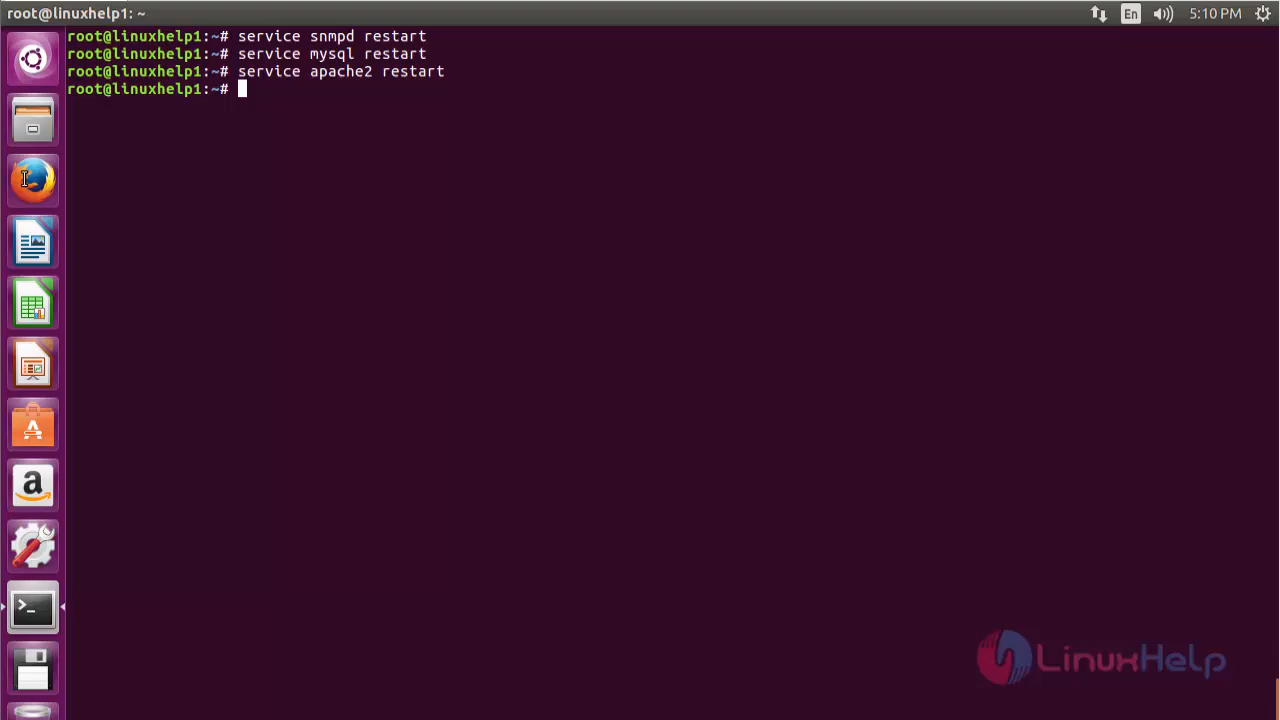 root@linuxhelp1: ~
En
5:10 PM
root@linuxhelp1:~# service snmpd restart
root@linuxhelp1:~# service mysql restart
root@linuxhelp1:~# service apache2 restart
root@linuxhelp1:~#
LinuxHelp